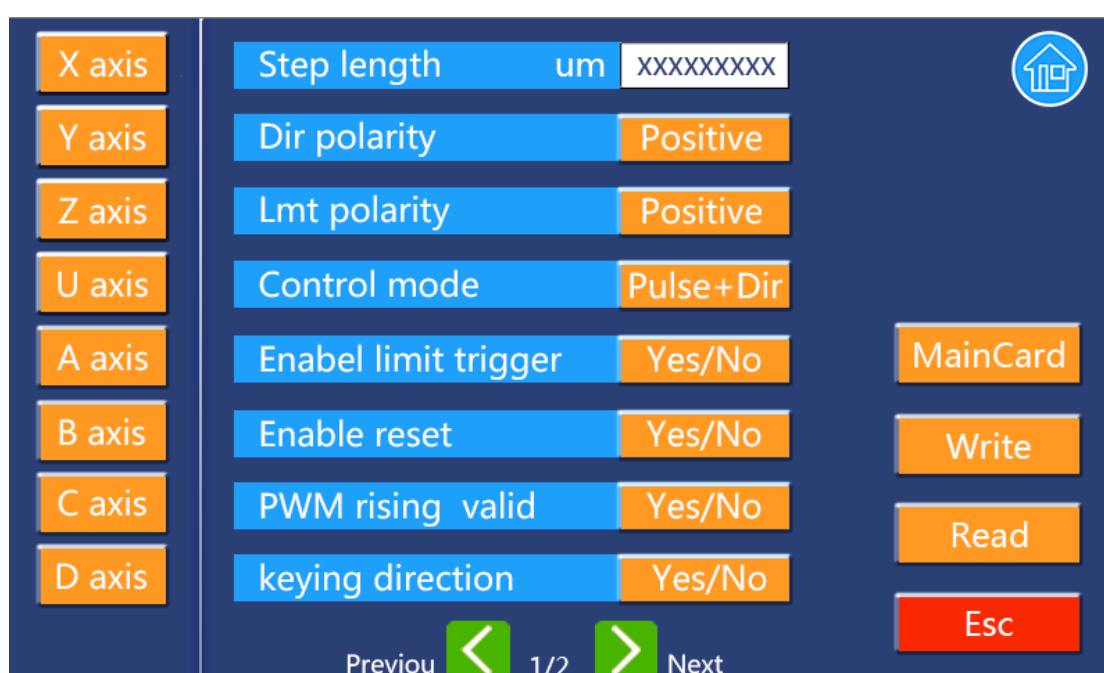 X axis
Y axis
Z axis
U axis
A axis
B axis
C axis
D axis
Step length um xxxxxxxxx
Dir polarity Positive
Lmt polarity Positive
Control mode Pulse+Dir
Enabel limit trigger Yes/No
Enable reset Yes/No
PWM rising valid Yes/No
keying direction Yes/No
Previou 1/2 Next
MainCard
Write
Read
Esc